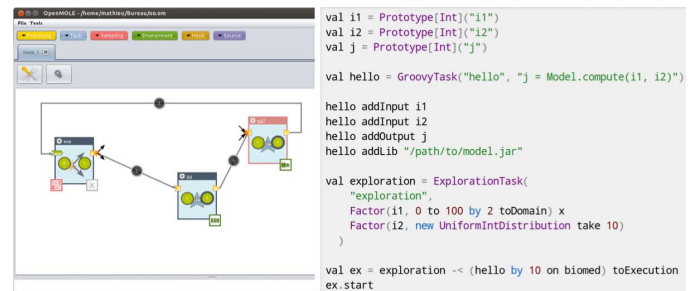 OpenMOLE - /home/mathieu/Bureau/oo.om
File Tools
Prototype Task Sampling Environment Hook Source
exp
val i1 = Prototype[Int]("i1")
val i2 = Prototype[Int]("i2")
val j = Prototype[Int]("j")
val hello = GroovyTask("hello", "j = Model.compute(i1, i2)")
hello addInput i1
hello addInput i2
hello addOutput j
hello addLib "/path/to/model.jar"
val exploration = ExplorationTask(
"exploration",
Factor(i1, 0 to 100 by 2 toDomain) x
Factor(i2, new UniformIntDistribution take 10)
)
val ex = exploration -< (hello by 10 on biomed) toExecution
ex.start